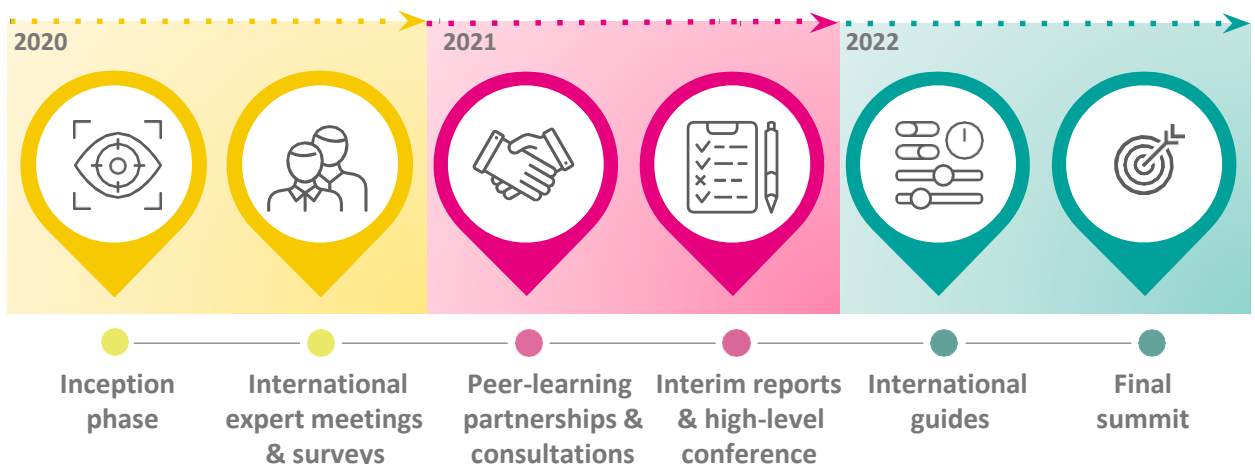 2020
2021
2022
Inception
phase
International
expert meetings
& surveys
Peer-learning
partnerships &
consultations
Interim reports
& high-level
conference
International
guides
Final
summit